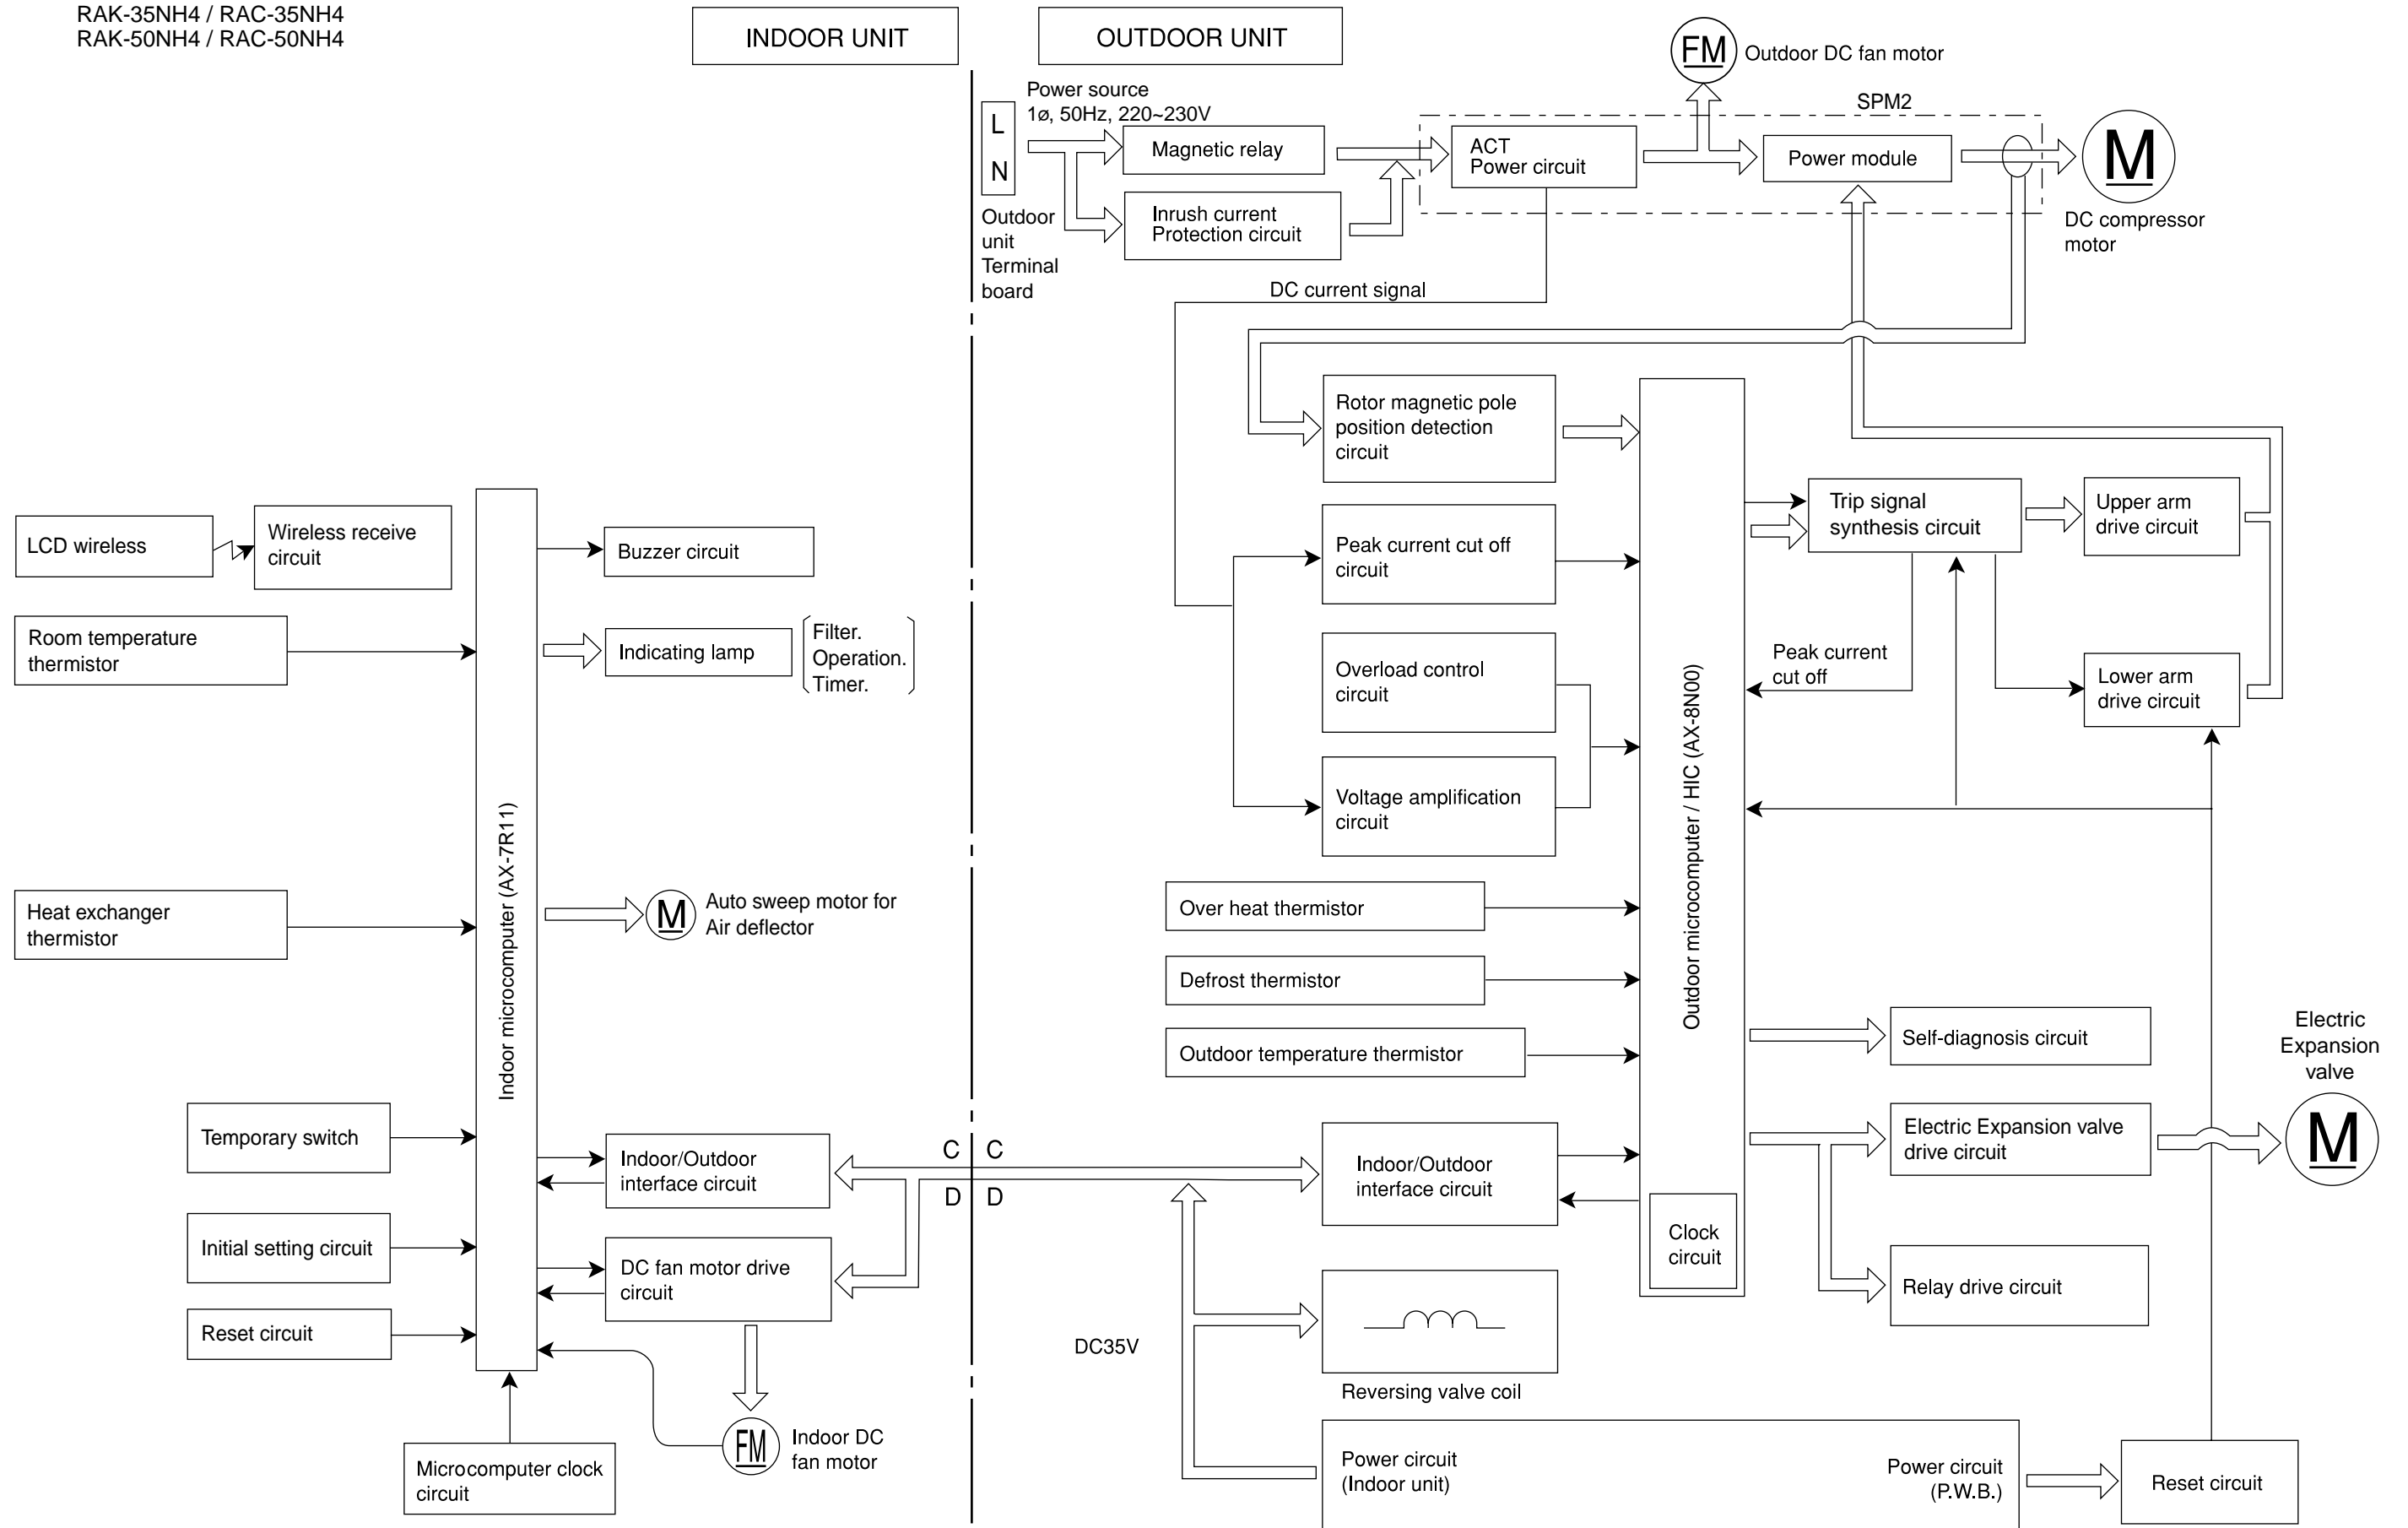 RAK-35NH4 / RAC-35NH4
RAK-50NH4 / RAC-50NH4
INDOOR UNIT
OUTDOOR UNIT
FM
Outdoor DC fan motor
Power source
1ø, 50Hz, 220~230V
L
N
Outdoor
unit
Terminal
board
Magnetic relay
Inrush current
Protection circuit
SPM2
ACT
Power circuit
Power module
M
DC compressor
motor
DC current signal
Rotor magnetic pole
position detection
circuit
Peak current cut off
circuit
Overload control
circuit
Voltage amplification
circuit
Over heat thermistor
Defrost thermistor
Outdoor temperature thermistor
Outdoor microcomputer / HIC (AX-8N00)
Trip signal
synthesis circuit
Upper arm
drive circuit
Peak current
cut off
Lower arm
drive circuit
LCD wireless
Wireless receive
circuit
Room temperature
thermistor
Heat exchanger
thermistor
Indoor microcomputer (AX-7R11)
Buzzer circuit
Indicating lamp
Filter.
Operation.
Timer.
M
Auto sweep motor for
Air deflector
Temporary switch
Initial setting circuit
Reset circuit
Microcomputer clock
circuit
Indoor/Outdoor
interface circuit
DC fan motor drive
circuit
FM
Indoor DC
fan motor
C C
D D
Indoor/Outdoor
interface circuit
Clock
circuit
DC35V
Reversing valve coil
Power circuit
(Indoor unit)
Power circuit
(P.W.B.)
Reset circuit
Self-diagnosis circuit
Electric Expansion valve
drive circuit
Relay drive circuit
Electric
Expansion
valve
M